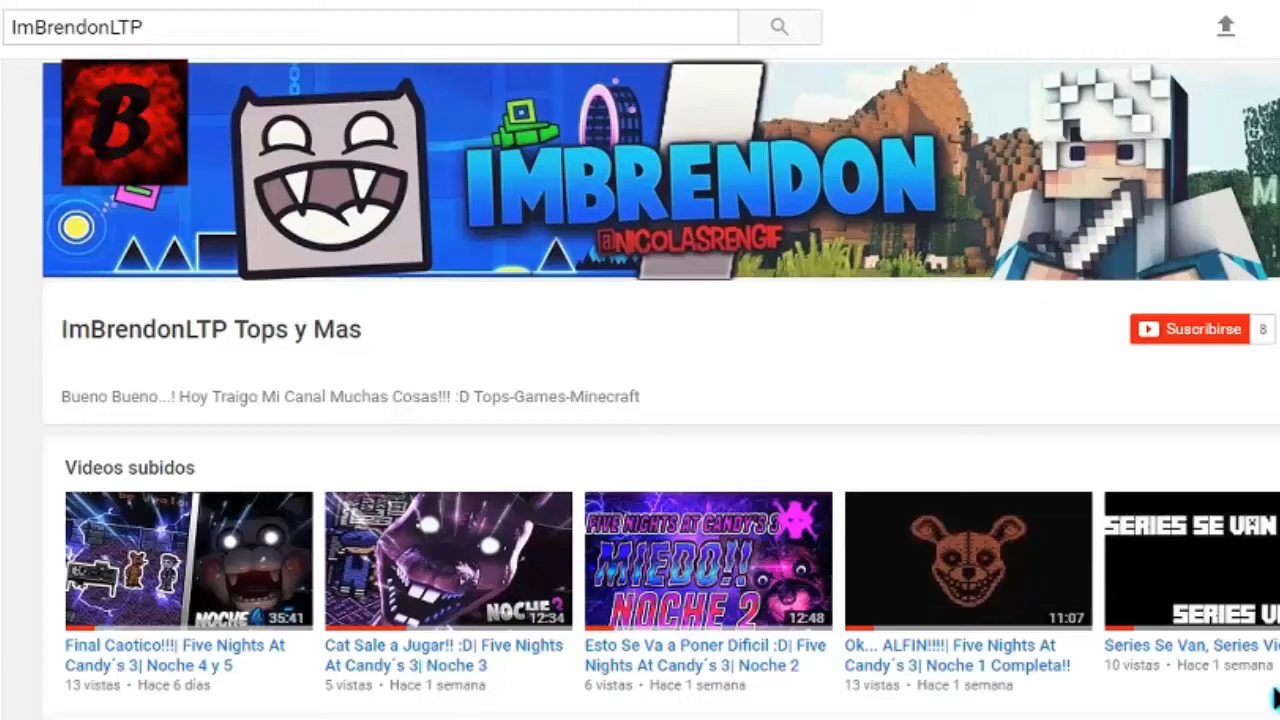 ImBrendonLTP
B
IMBRENDON
@NICOLASRENGIF
M
ImBrendonLTP Tops y Mas
Suscribirse 8
Bueno Bueno...! Hoy Traigo Mi Canal Muchas Cosas!!! :D Tops-Games-Minecraft
Videos subidos
NOCHE 4
35:41
NOCHE 3
12:34
FIVE NIGHTS AT CANDY'S 3
MIEDO!!
NOCHE 2
12:48
11:07
SERIES SE VAN
SERIES V
Final Caotico!!!| Five Nights At
Candy´s 3| Noche 4 y 5
13 vistas • Hace 6 días
Cat Sale a Jugar!! :D| Five Nights
At Candy´s 3| Noche 3
5 vistas • Hace 1 semana
Esto Se Va a Poner Dificil :D| Five
Nights At Candy´s 3| Noche 2
6 vistas • Hace 1 semana
Ok... ALFIN!!!!| Five Nights At
Candy´s 3| Noche 1 Completa!!
13 vistas • Hace 1 semana
Series Se Van, Series Vi
10 vistas • Hace 1 semana